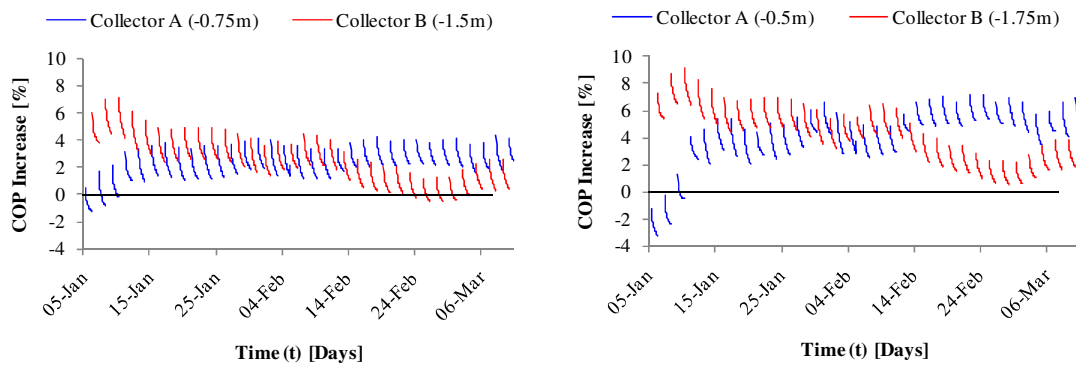 Collector A (-0.75m) Collector B (-1.5m)
COP Increase [%]
10
8
6
4
2
0
-2
-4
05-Jan 15-Jan 25-Jan 04-Feb 14-Feb 24-Feb 06-Mar
Time (t) [Days]
Collector A (-0.5m) Collector B (-1.75m)
COP Increase [%]
10
8
6
4
2
0
-2
-4
05-Jan 15-Jan 25-Jan 04-Feb 14-Feb 24-Feb 06-Mar
Time (t) [Days]